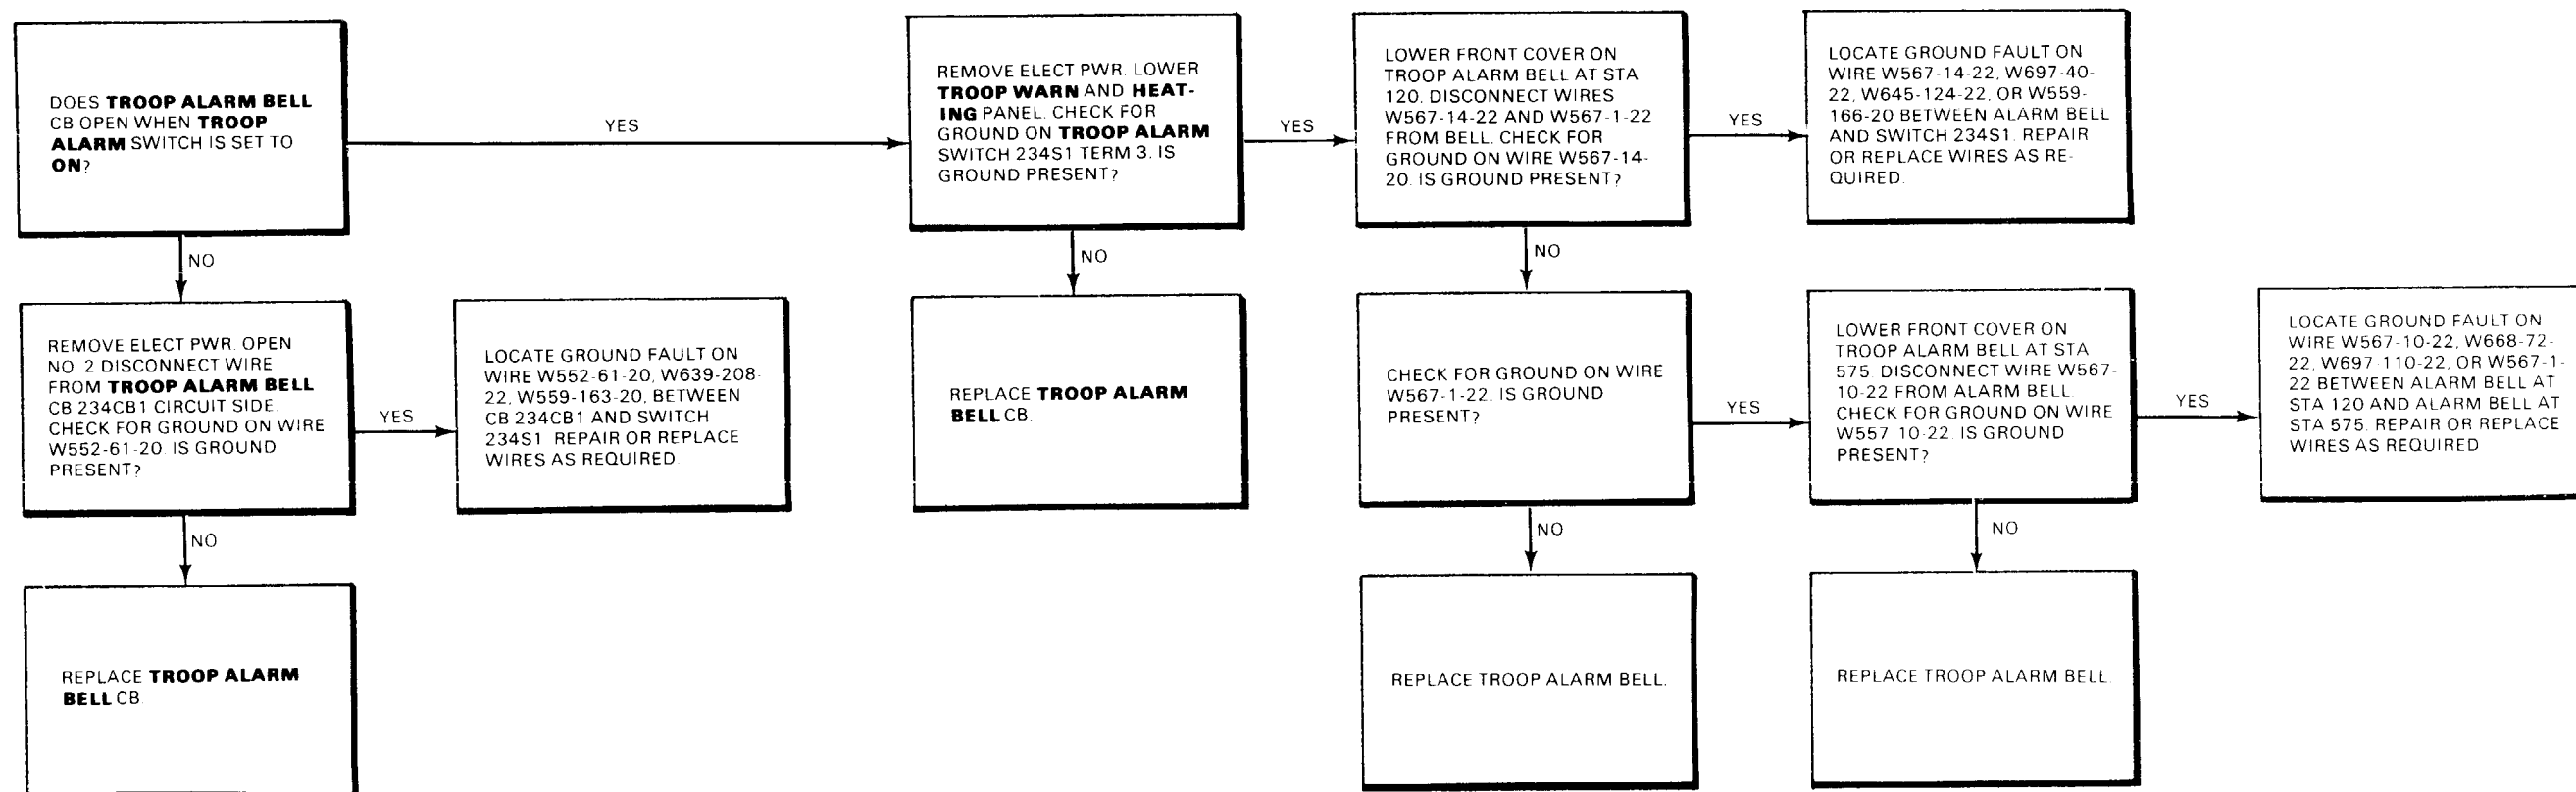 DOES TROOP ALARM BELL
CB OPEN WHEN TROOP
ALARM SWITCH IS SET TO
ON?
YES
NO
REMOVE ELECT PWR. LOWER
TROOP WARN AND HEAT-
ING PANEL. CHECK FOR
GROUND ON TROOP ALARM
SWITCH 234S1 TERM 3. IS
GROUND PRESENT?
YES
NO
LOWER FRONT COVER ON
TROOP ALARM BELL AT STA
120. DISCONNECT WIRES
W567-14-22 AND W567-1-22
FROM BELL. CHECK FOR
GROUND ON WIRE W567-14-
20. IS GROUND PRESENT?
YES
NO
LOCATE GROUND FAULT ON
WIRE W567-14-22, W697-40-
22, W645-124-22, OR W559-
166-20 BETWEEN ALARM BELL
AND SWITCH 234S1. REPAIR
OR REPLACE WIRES AS RE-
QUIRED.
REMOVE ELECT PWR. OPEN
NO 2 DISCONNECT WIRE
FROM TROOP ALARM BELL
CB 234CB1 CIRCUIT SIDE.
CHECK FOR GROUND ON WIRE
W552-61-20. IS GROUND
PRESENT?
YES
NO
LOCATE GROUND FAULT ON
WIRE W552-61-20, W639-208-
22, W559-163-20, BETWEEN
CB 234CB1 AND SWITCH
234S1 REPAIR OR REPLACE
WIRES AS REQUIRED.
REPLACE TROOP ALARM
BELL CB.
CHECK FOR GROUND ON WIRE
W567-1-22. IS GROUND
PRESENT?
YES
NO
LOWER FRONT COVER ON
TROOP ALARM BELL AT STA
575. DISCONNECT WIRE W567-
10-22 FROM ALARM BELL.
CHECK FOR GROUND ON WIRE
W557 10-22. IS GROUND
PRESENT?
YES
NO
LOCATE GROUND FAULT ON
WIRE W567-10-22, W668-72-
22, W697-110-22, OR W567-1-
22 BETWEEN ALARM BELL AT
STA 120 AND ALARM BELL AT
STA 575. REPAIR OR REPLACE
WIRES AS REQUIRED
REPLACE TROOP ALARM
BELL CB.
REPLACE TROOP ALARM BELL.
REPLACE TROOP ALARM BELL.